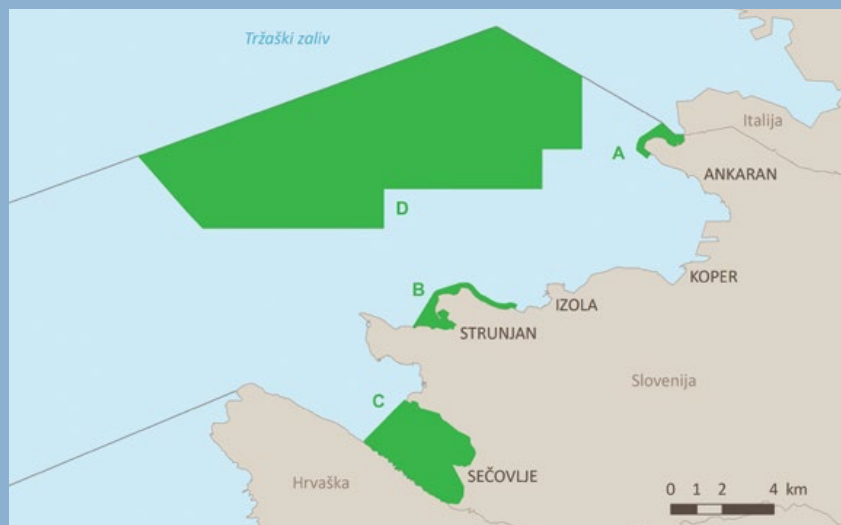 Tržaški zaliv
Italija
A
ANKARAN
D
KOPER
B
IZOLA
STRUNJAN
Slovenija
C
SEČOVLJE
Hrvaška
0 1 2 4 km